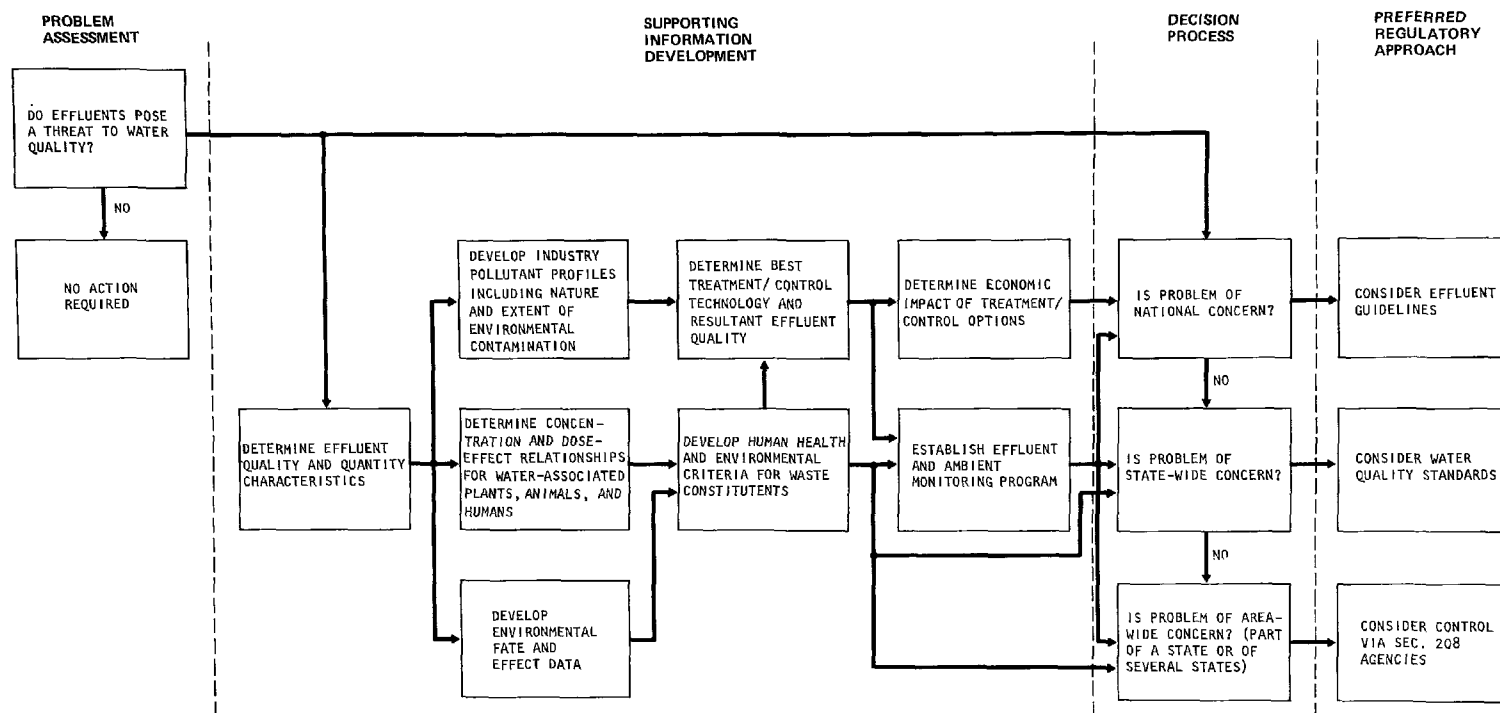 PROBLEM
ASSESSMENT
SUPPORTING
INFORMATION
DEVELOPMENT
DECISION
PROCESS
PREFERRED
REGULATORY
APPROACH
DO EFFLUENTS POSE
A THREAT TO WATER
QUALITY?
NO
NO ACTION
REQUIRED
DETERMINE EFFLUENT
QUALITY AND QUANTITY
CHARACTERISTICS
DEVELOP INDUSTRY
POLLUTANT PROFILES
INCLUDING NATURE
AND EXTENT OF
ENVIRONMENTAL
CONTAMINATION
DETERMINE CONCEN-
TRATION AND DOSE-
EFFECT RELATIONSHIPS
FOR WATER-ASSOCIATED
PLANTS, ANIMALS, AND
HUMANS
DEVELOP
ENVIRONMENTAL
FATE AND
EFFECT DATA
DETERMINE BEST
TREATMENT/ CONTROL
TECHNOLOGY AND
RESULTANT EFFLUENT
QUALITY
DEVELOP HUMAN HEALTH
AND ENVIRONMENTAL
CRITERIA FOR WASTE
CONSTITUTENTS
DETERMINE ECONOMIC
IMPACT OF TREATMENT/
CONTROL OPTIONS
ESTABLISH EFFLUENT
AND AMBIENT
MONITORING PROGRAM
IS PROBLEM OF
NATIONAL CONCERN?
NO
IS PROBLEM OF
STATE-WIDE CONCERN?
NO
IS PROBLEM OF AREA-
WIDE CONCERN? (PART
OF A STATE OR OF
SEVERAL STATES)
CONSIDER EFFLUENT
GUIDELINES
CONSIDER WATER
QUALITY STANDARDS
CONSIDER CONTROL
VIA SEC. 208
AGENCIES